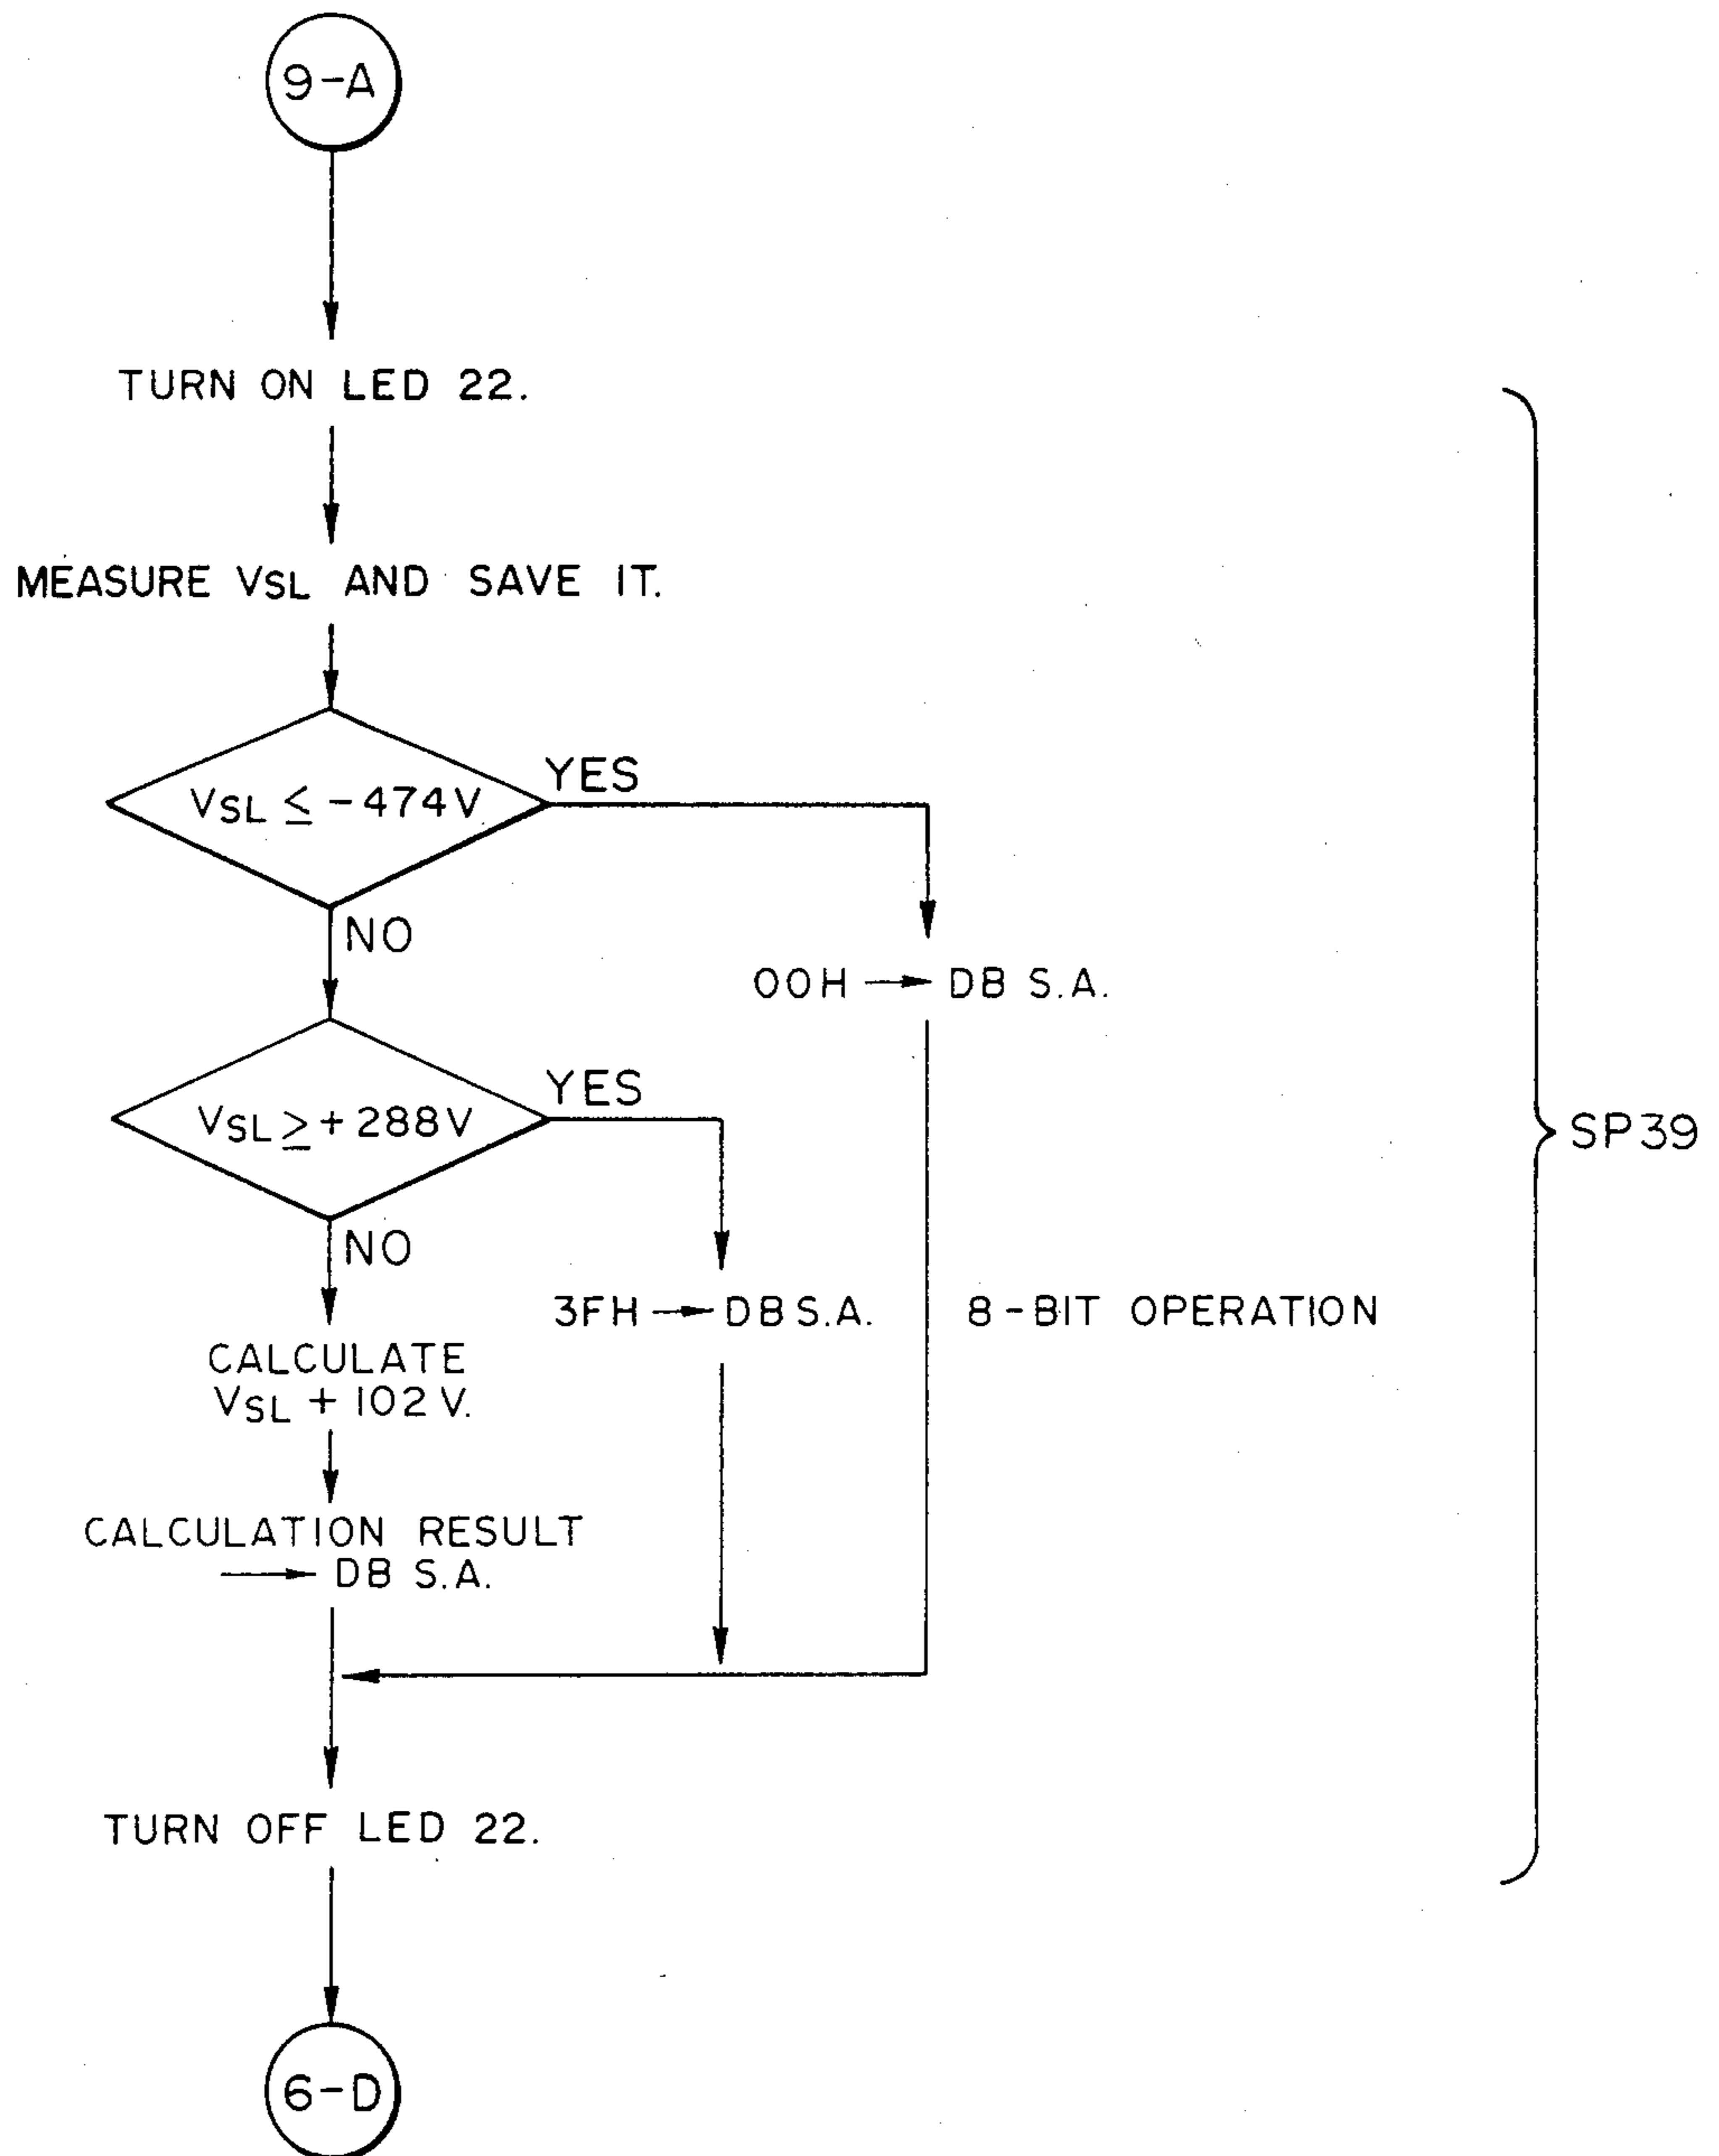 9-A
TURN ON LED 22.
MEASURE VSL AND SAVE IT.
VSL ≤ -474V
YES
NO
00H → DB S.A.
VSL ≥ +288V
YES
NO
SP39
3FH → DB S.A.
8-BIT OPERATION
CALCULATE
VSL + 102 V.
CALCULATION RESULT
→ DB S.A.
TURN OFF LED 22.
6-D